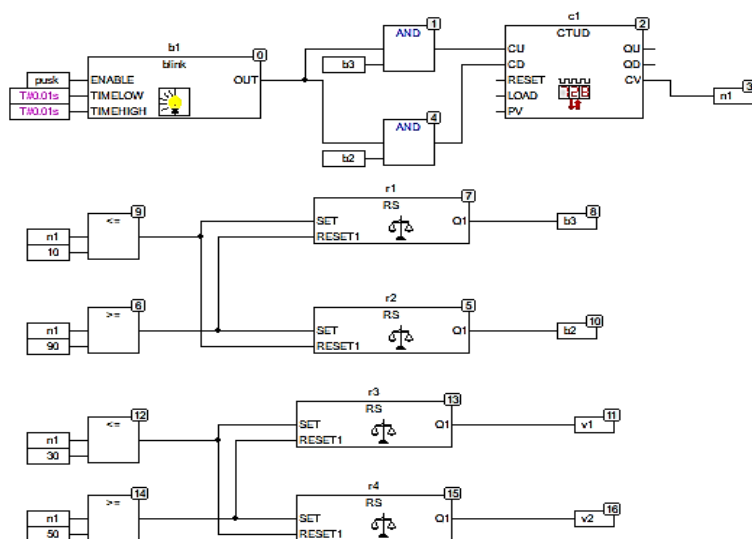 b1
0
blink
pusk
ENABLE
OUT
T#0.01s
TIMELOW
T#0.01s
TIMEHIGH
1
AND
b3
4
AND
b2
c1
2
CTUD
CU
QU
CD
QD
RESET
CV
LOAD
PV
3
n1
9
<=
n1
10
r1
7
RS
SET
Q1
RESET1
8
b3
6
>=
n1
90
r2
5
RS
SET
Q1
RESET1
10
b2
12
<=
n1
30
r3
13
RS
SET
Q1
RESET1
11
v1
14
>=
n1
50
r4
15
RS
SET
Q1
RESET1
16
v2